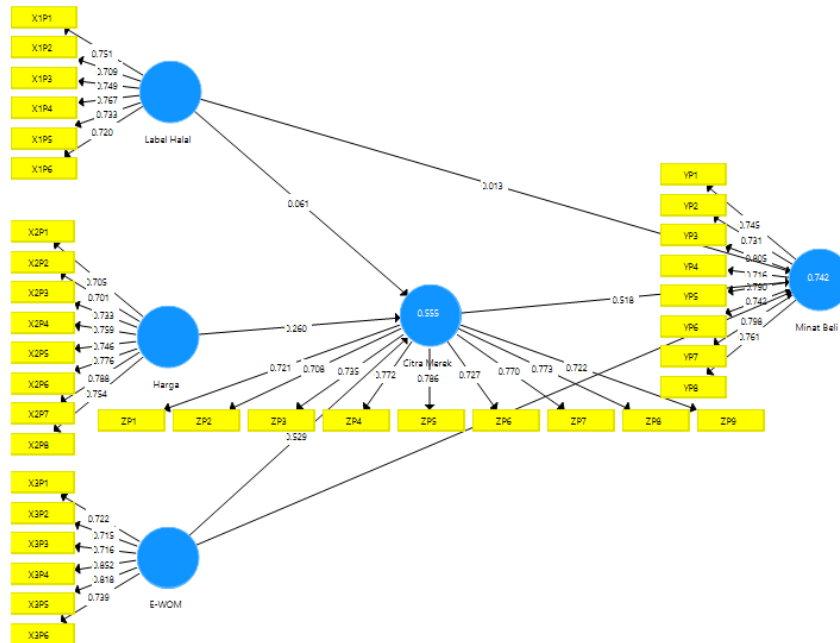 X1P1
X1P2
X1P3
X1P4
X1P5
X1P6
0.751
0.709
0.749
0.767
0.733
0.720
Label Halal
0.013
0.061
X2P1
X2P2
X2P3
X2P4
X2P5
X2P6
X2P7
X2P8
0.705
0.701
0.733
0.759
0.746
0.776
0.788
0.754
Harga
0.260
0.555
Citra Merek
0.518
0.721
0.708
0.735
0.772
0.786
0.727
0.770
0.773
0.722
ZP1
ZP2
ZP3
ZP4
ZP5
ZP6
ZP7
ZP8
ZP9
0.529
YP1
YP2
YP3
YP4
YP5
YP6
YP7
YP8
0.745
0.731
0.805
0.716
0.742
0.798
0.761
0.742
Minat Beli
X3P1
X3P2
X3P3
X3P4
X3P5
X3P6
0.722
0.715
0.716
0.852
0.818
0.739
E-WOM